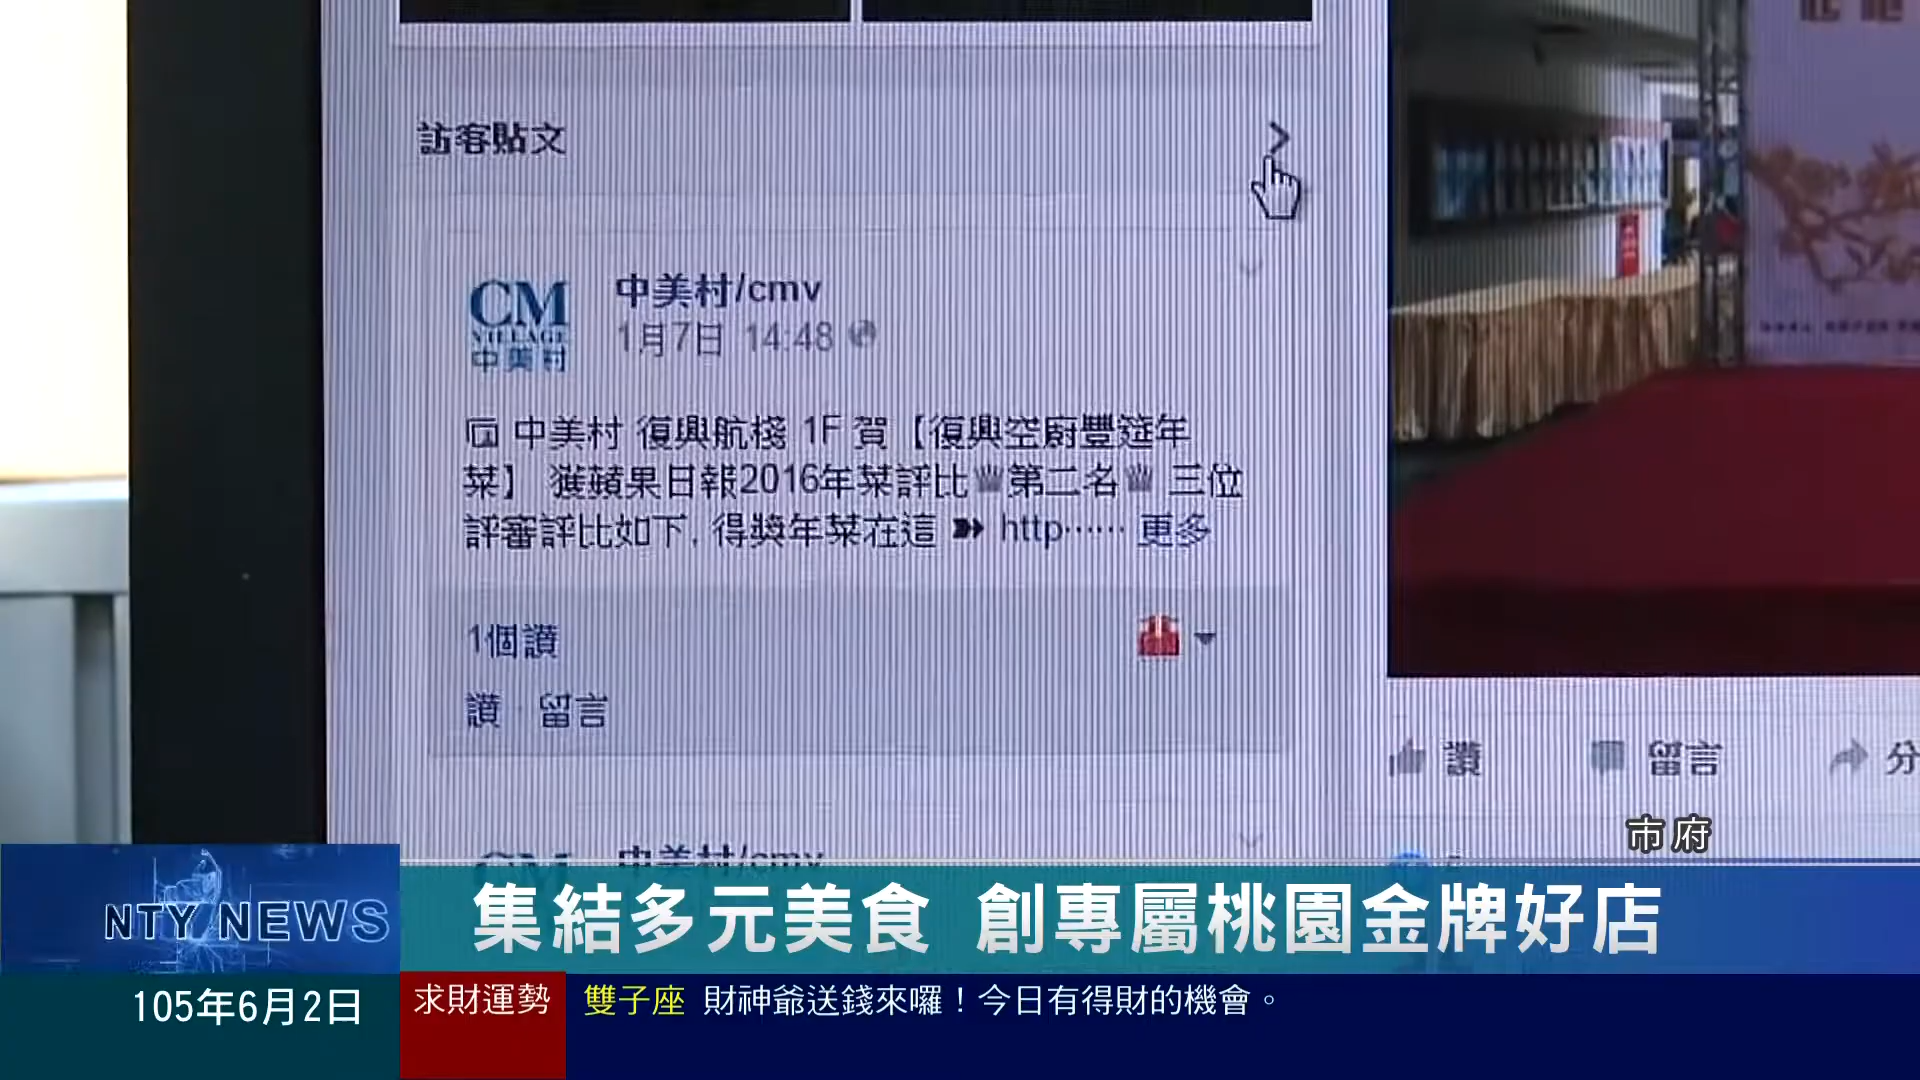 訪客貼文
CM
VILLAGE
中美村
中美村/cmv
1月7日 14:48
中美村 復興航棧 1F 賀【復興空廚豐筵年
菜】 獲蘋果日報2016年菜評比♕第二名♕ 三位
評審評比如下, 得獎年菜在這 ➽ http…… 更多
1個讚
讚 · 留言
讚 留言 分
中美村/cmv
市府
NTY NEWS
集結多元美食 創專屬桃園金牌好店
105年6月2日
求財運勢 雙子座 財神爺送錢來囉！今日有得財的機會。